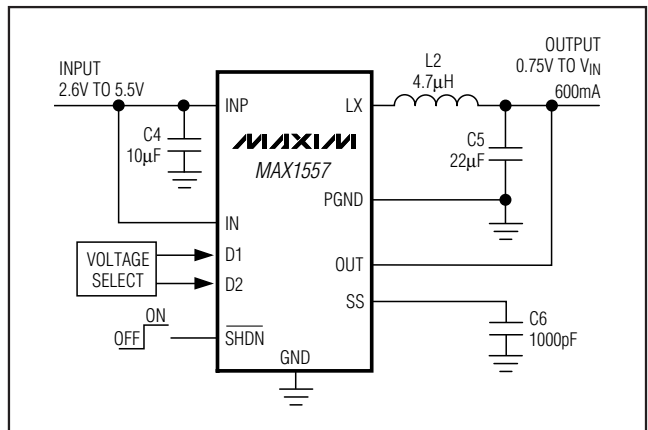 INPUT
2.6V TO 5.5V
C4
10µF
INP
IN
VOLTAGE
SELECT
D1
D2
ON
OFF
SHDN
GND
MAXIM
MAX1557
LX
PGND
OUT
SS
L2
4.7µH
OUTPUT
0.75V TO VIN
600mA
C5
22µF
C6
1000pF